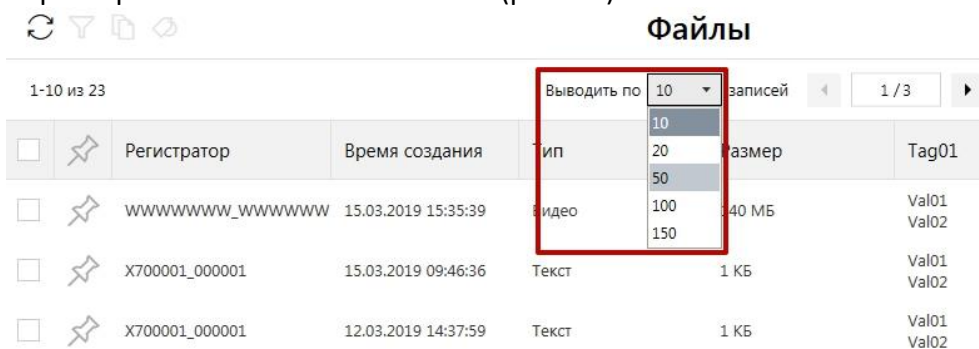 Файлы
1-10 из 23 Выводить по 10 записей 1/3
10
20
50
100
150
Регистратор Время создания Тип Размер Tag01
WWWWWWW_WWWWWW 15.03.2019 15:35:39 Видео МБ Val01
Val02
X700001_000001 15.03.2019 09:46:36 Текст 1 КБ Val01
Val02
X700001_000001 12.03.2019 14:37:59 Текст 1 КБ Val01
Val02